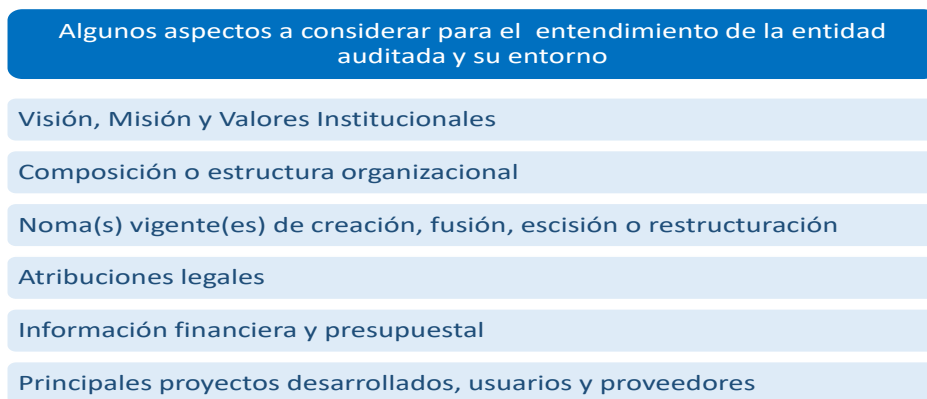 Algunos aspectos a considerar para el entendimiento de la entidad
auditada y su entorno
Visión, Misión y Valores Institucionales
Composición o estructura organizacional
Noma(s) vigente(es) de creación, fusión, escisión o restructuración
Atribuciones legales
Información financiera y presupuestal
Principales proyectos desarrollados, usuarios y proveedores